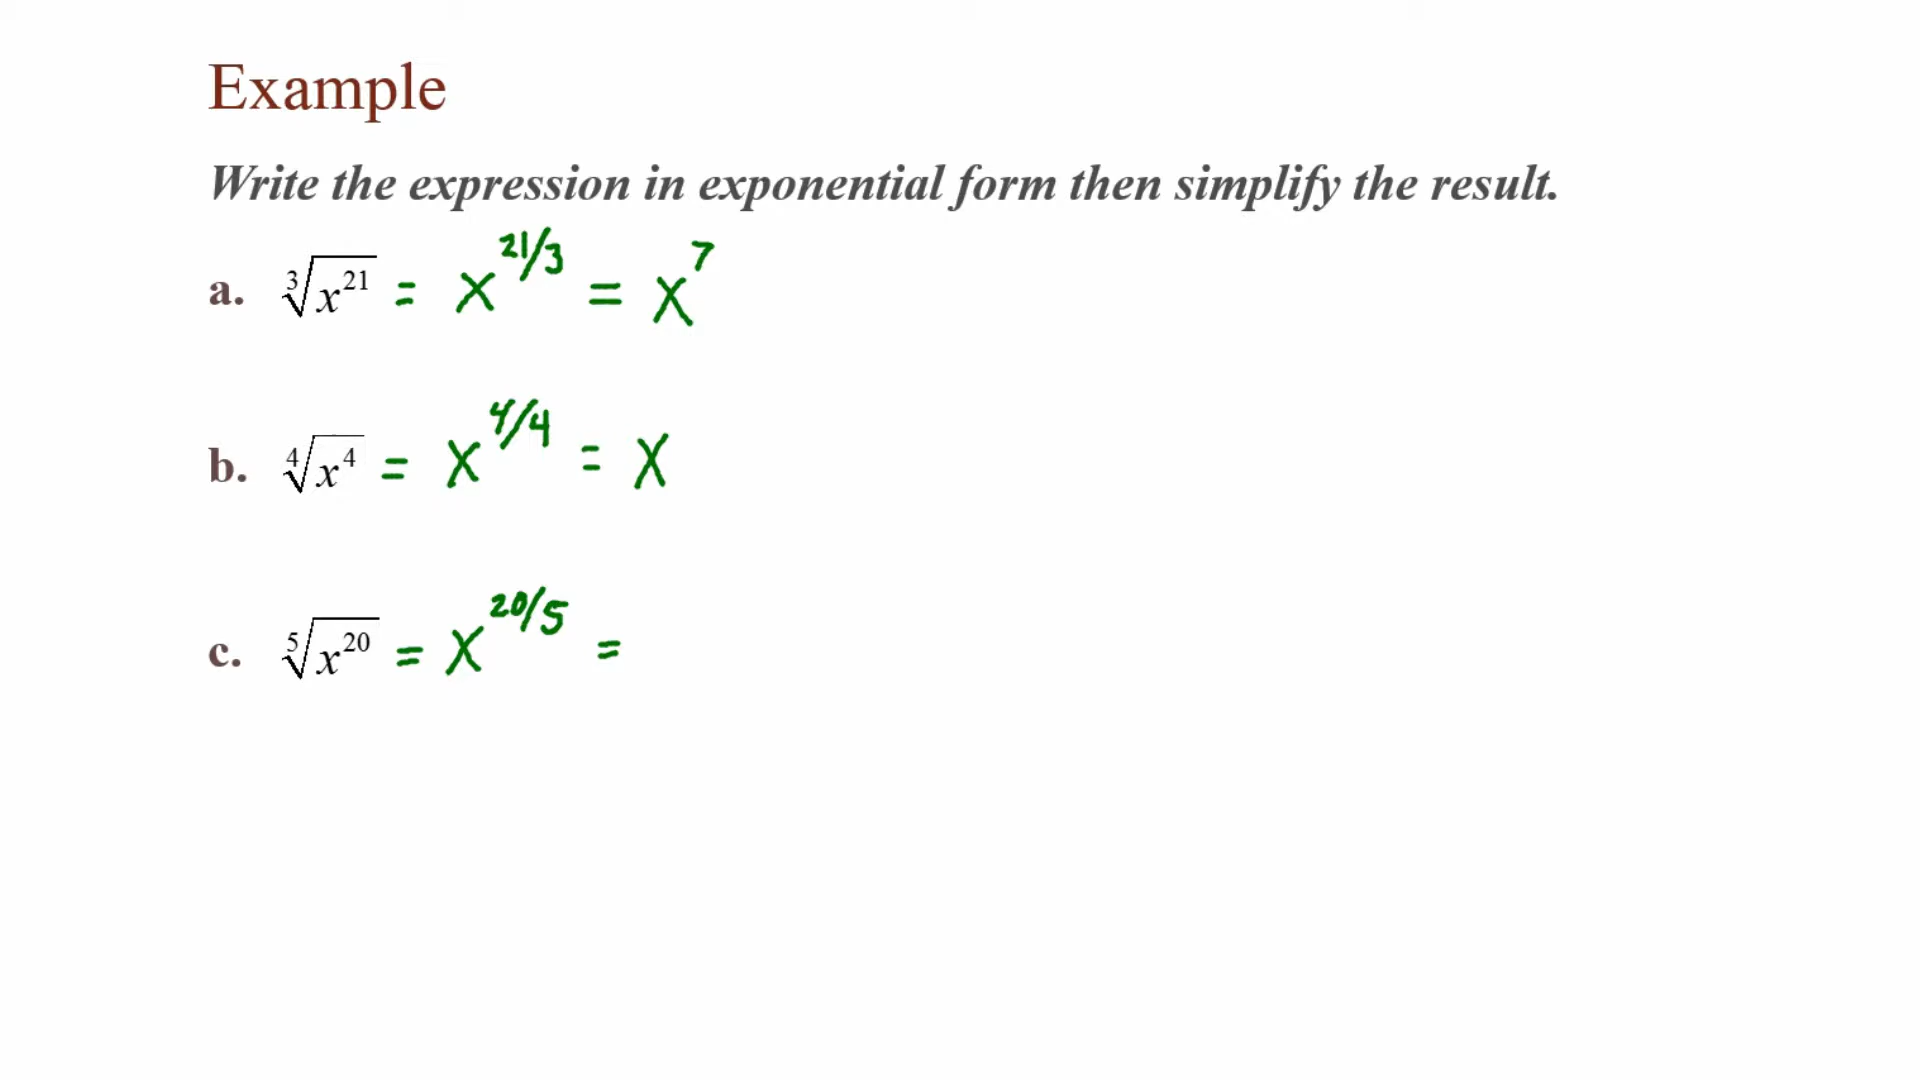 Example
Write the expression in exponential form then simplify the result.
a. ∛x²¹ = x^21/3 = x^7
b. ∜x⁴ = x^4/4 = x
c. ⁵√x²⁰ = x^20/5 =